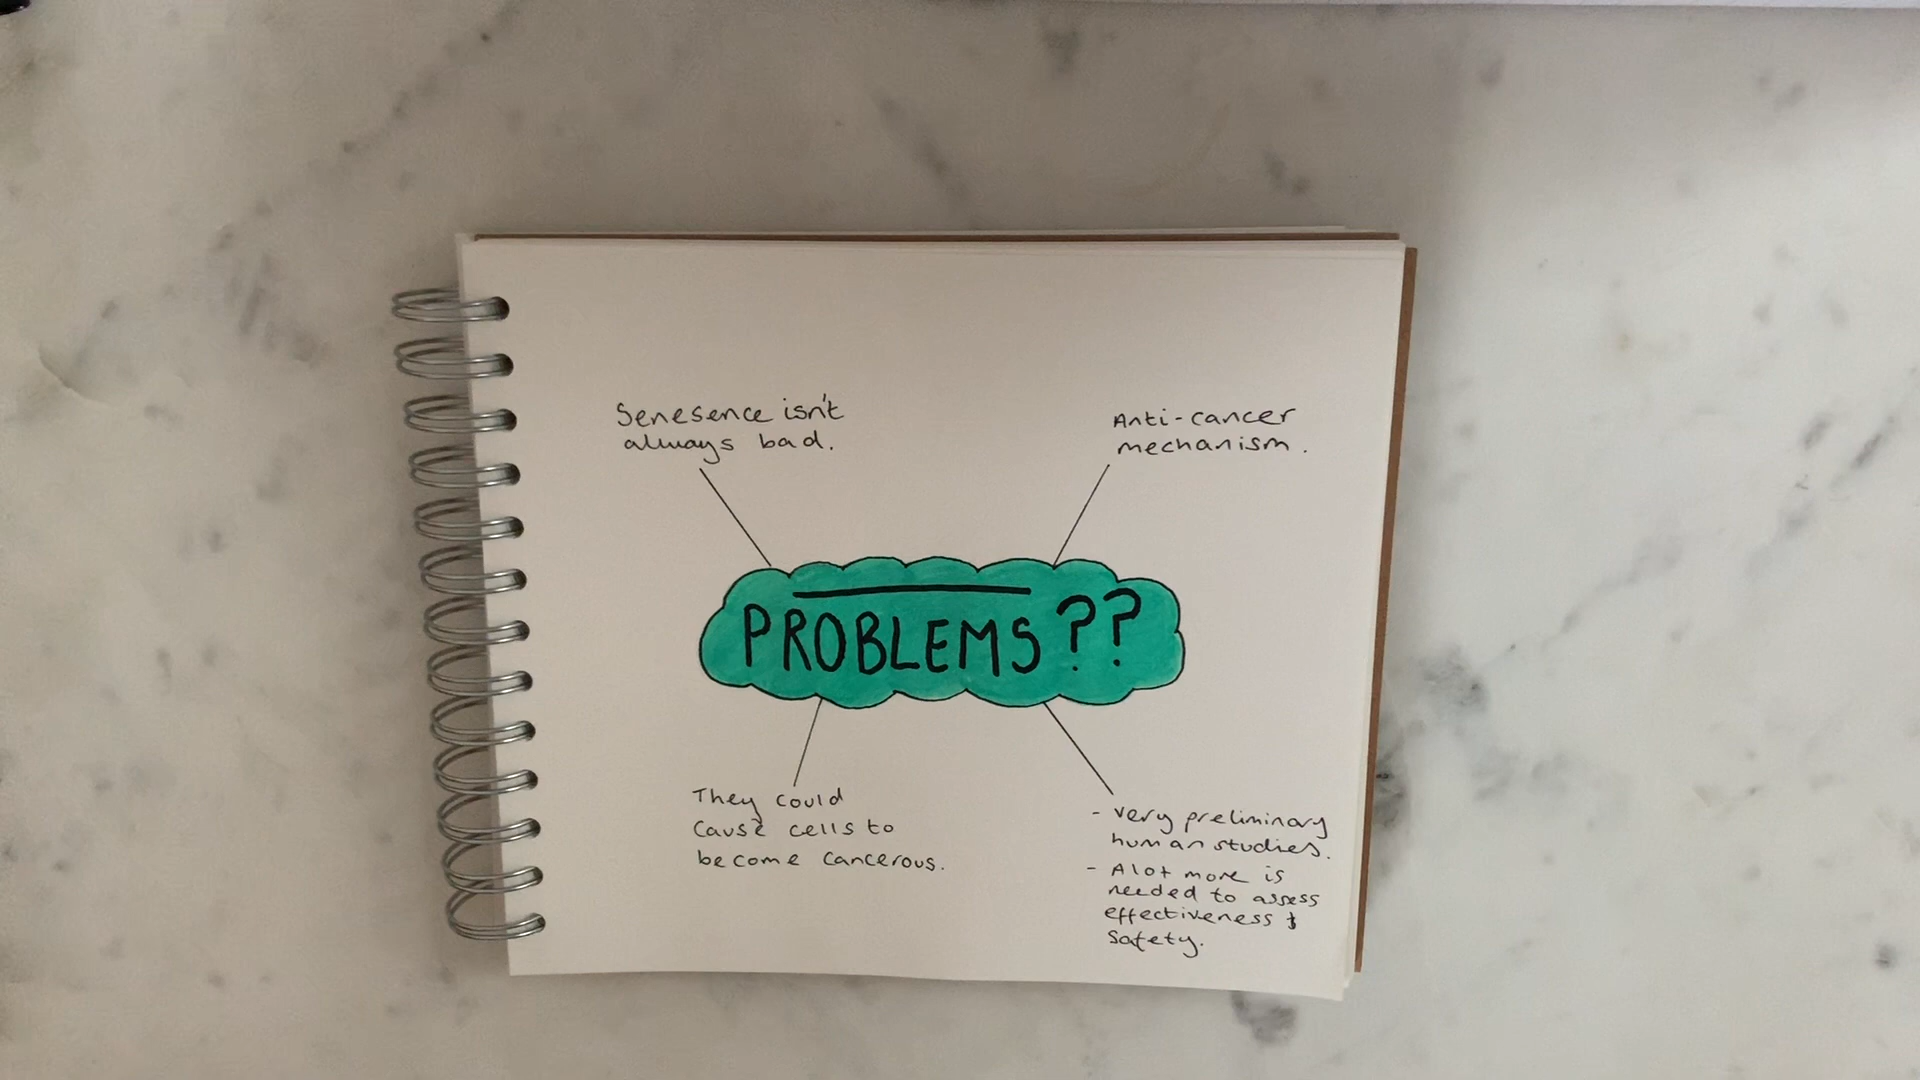 Senesence isn't
always bad.
Anti-cancer
mechanism.
PROBLEMS??
They could
cause cells to
become cancerous.
- very preliminary
human studies.
- Alot more is
needed to assess
effectiveness &
safety.